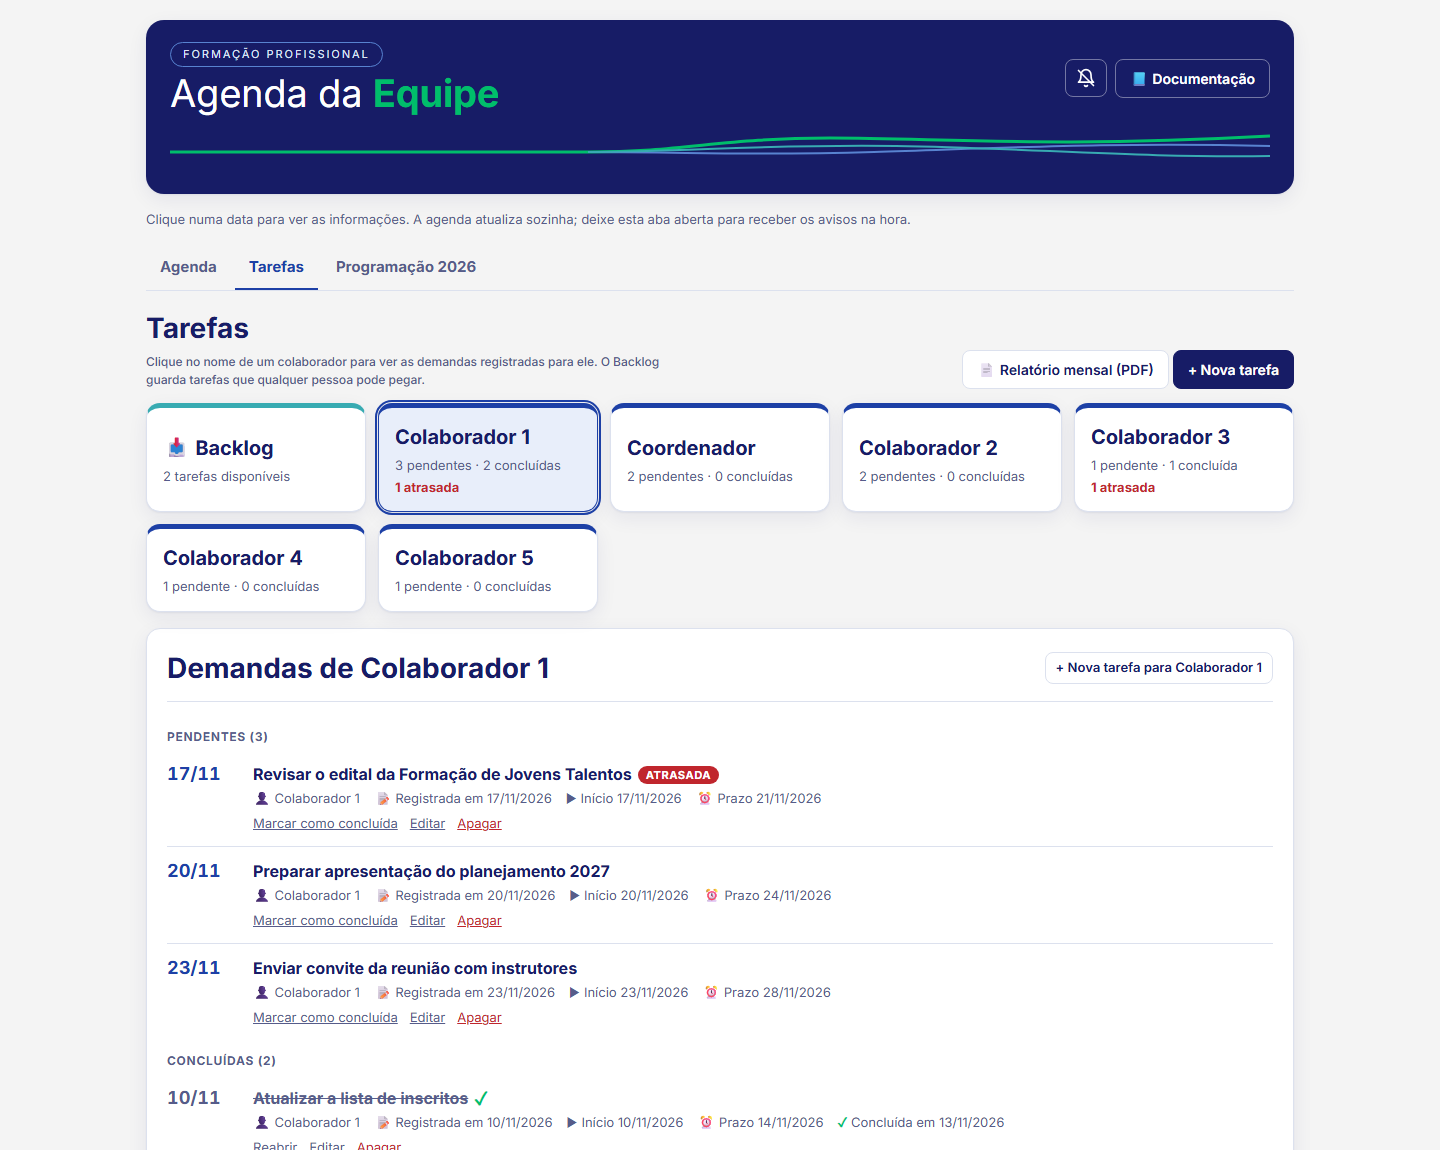 FORMAÇÃO PROFISSIONAL
Agenda da Equipe
Documentação
Clique numa data para ver as informações. A agenda atualiza sozinha; deixe esta aba aberta para receber os avisos na hora.
Agenda Tarefas Programação 2026
Tarefas
Clique no nome de um colaborador para ver as demandas registradas para ele. O Backlog
guarda tarefas que qualquer pessoa pode pegar.
Relatório mensal (PDF) + Nova tarefa
Backlog
2 tarefas disponíveis
Colaborador 1
3 pendentes · 2 concluídas
1 atrasada
Coordenador
2 pendentes · 0 concluídas
Colaborador 2
2 pendentes · 0 concluídas
Colaborador 3
1 pendente · 1 concluída
1 atrasada
Colaborador 4
1 pendente · 0 concluídas
Colaborador 5
1 pendente · 0 concluídas
Demandas de Colaborador 1
+ Nova tarefa para Colaborador 1
PENDENTES (3)
17/11 Revisar o edital da Formação de Jovens Talentos ATRASADA
Colaborador 1 Registrada em 17/11/2026 ▶ Início 17/11/2026 Prazo 21/11/2026
Marcar como concluída Editar Apagar
20/11 Preparar apresentação do planejamento 2027
Colaborador 1 Registrada em 20/11/2026 ▶ Início 20/11/2026 Prazo 24/11/2026
Marcar como concluída Editar Apagar
23/11 Enviar convite da reunião com instrutores
Colaborador 1 Registrada em 23/11/2026 ▶ Início 23/11/2026 Prazo 28/11/2026
Marcar como concluída Editar Apagar
CONCLUÍDAS (2)
10/11 Atualizar a lista de inscritos ✓
Colaborador 1 Registrada em 10/11/2026 ▶ Início 10/11/2026 Prazo 14/11/2026 ✓ Concluída em 13/11/2026
Reabrir Editar Apagar